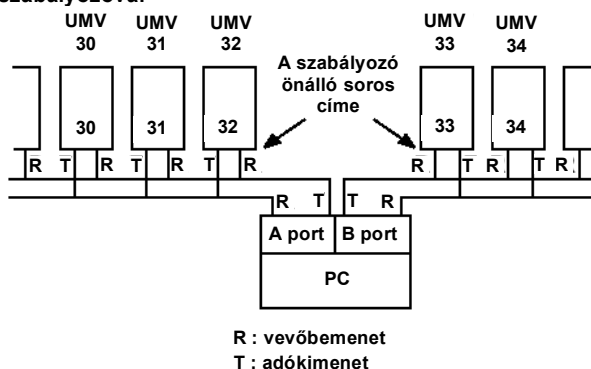 szabályozóval
UMV 30
UMV 31
UMV 32
UMV 33
UMV 34
A szabályozó
önálló soros
címe
30 31 32 33 34
R T R T R T R R T R T R
R T T R
A port B port
PC
R : vevőbemenet
T : adókimenet